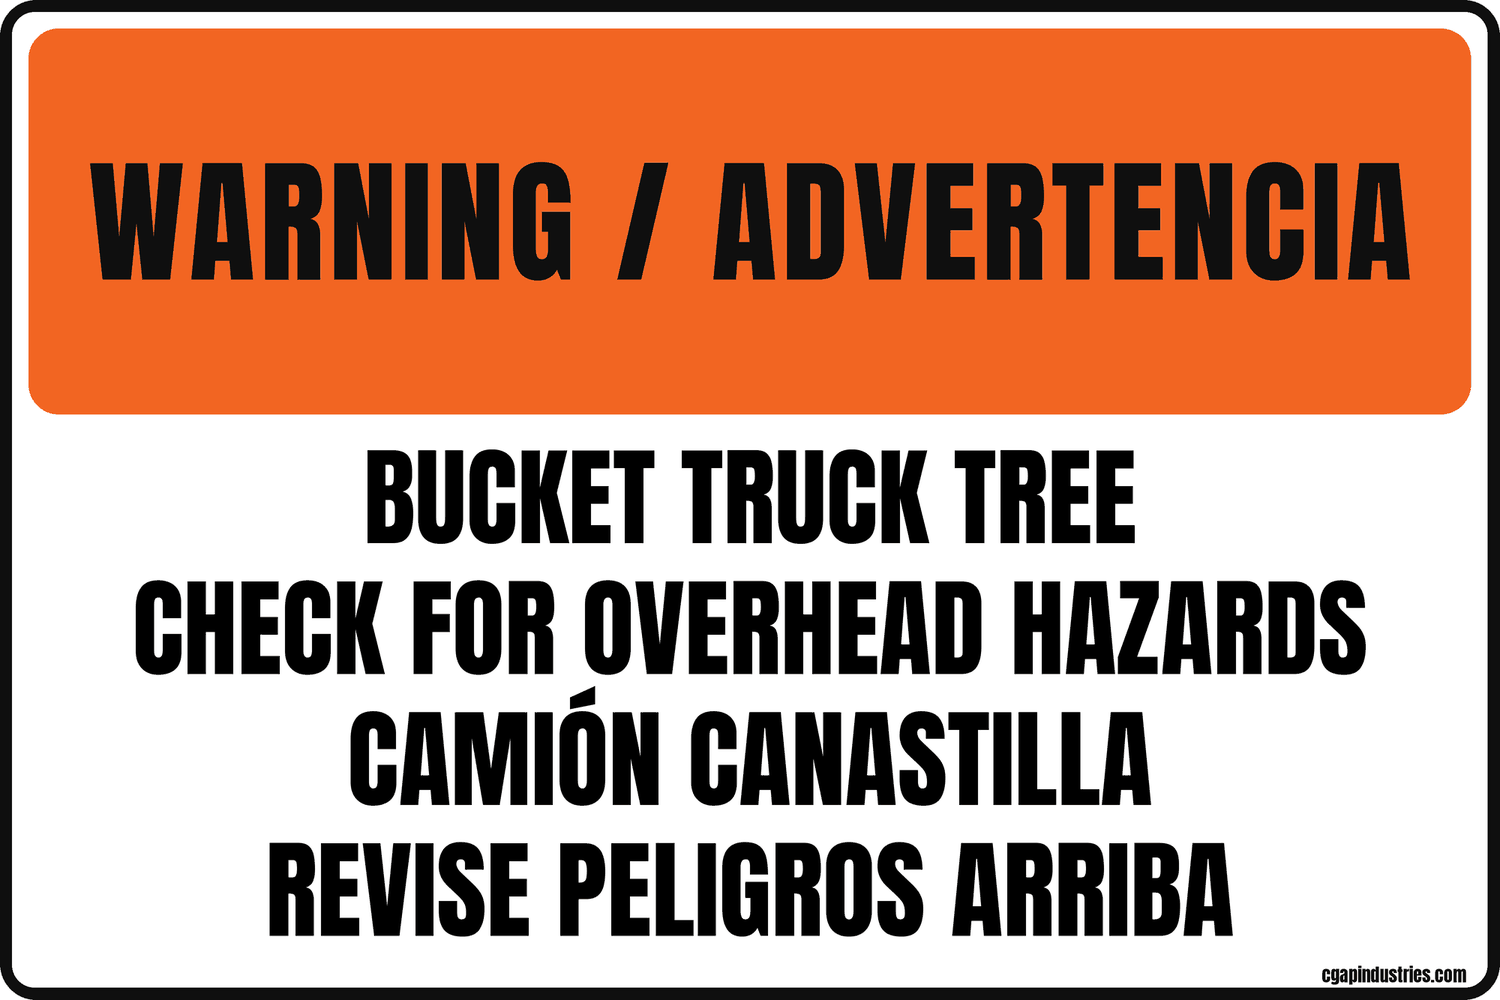 WARNING / ADVERTENCIA
BUCKET TRUCK TREE
CHECK FOR OVERHEAD HAZARDS
CAMIÓN CANASTILLA
REVISE PELIGROS ARRIBA
cgapindustries.com